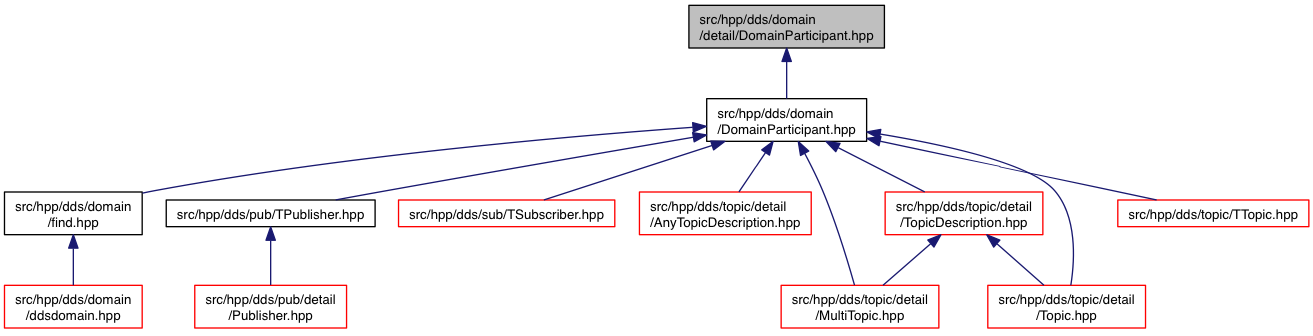 src/hpp/dds/domain
/detail/DomainParticipant.hpp
src/hpp/dds/domain
/DomainParticipant.hpp
src/hpp/dds/domain
/find.hpp
src/hpp/dds/pub/TPublisher.hpp
src/hpp/dds/sub/TSubscriber.hpp
src/hpp/dds/topic/detail
/AnyTopicDescription.hpp
src/hpp/dds/topic/detail
/TopicDescription.hpp
src/hpp/dds/topic/TTopic.hpp
src/hpp/dds/domain
/ddsdomain.hpp
src/hpp/dds/pub/detail
/Publisher.hpp
src/hpp/dds/topic/detail
/MultiTopic.hpp
src/hpp/dds/topic/detail
/Topic.hpp